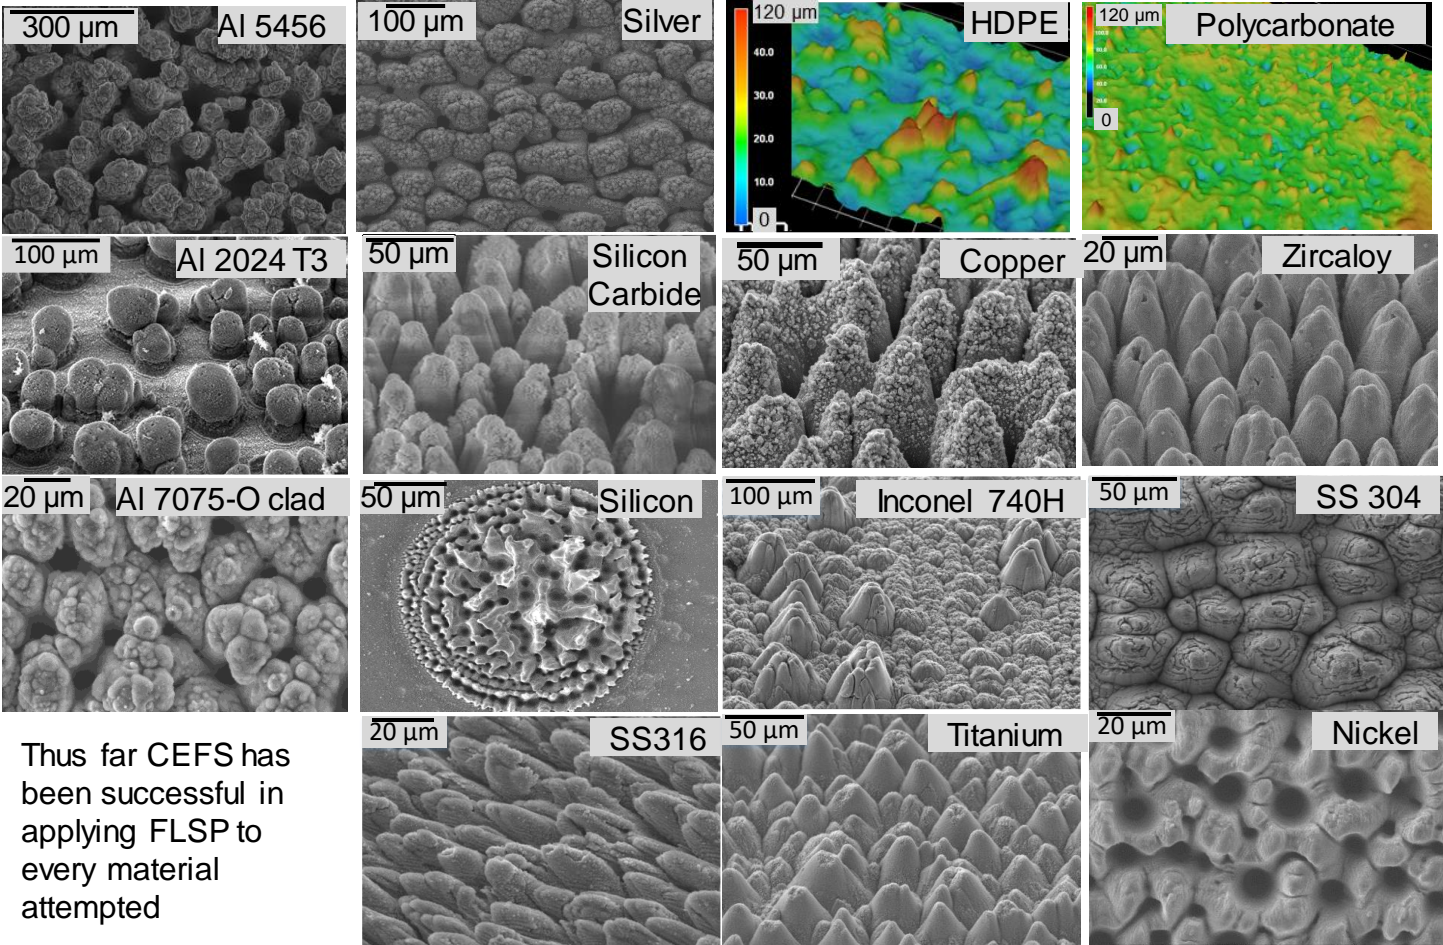 300 µm
Al 5456
100 µm
Silver
120 µm
40.0
30.0
20.0
10.0
0
HDPE
120 µm
0
Polycarbonate
100 µm
Al 2024 T3
50 µm
Silicon
Carbide
50 µm
Copper
20 µm
Zircaloy
20 µm
Al 7075-O clad
50 µm
Silicon
100 µm
Inconel 740H
50 µm
SS 304
Thus far CEFS has
been successful in
applying FLSP to
every material
attempted
20 µm
SS316
50 µm
Titanium
20 µm
Nickel